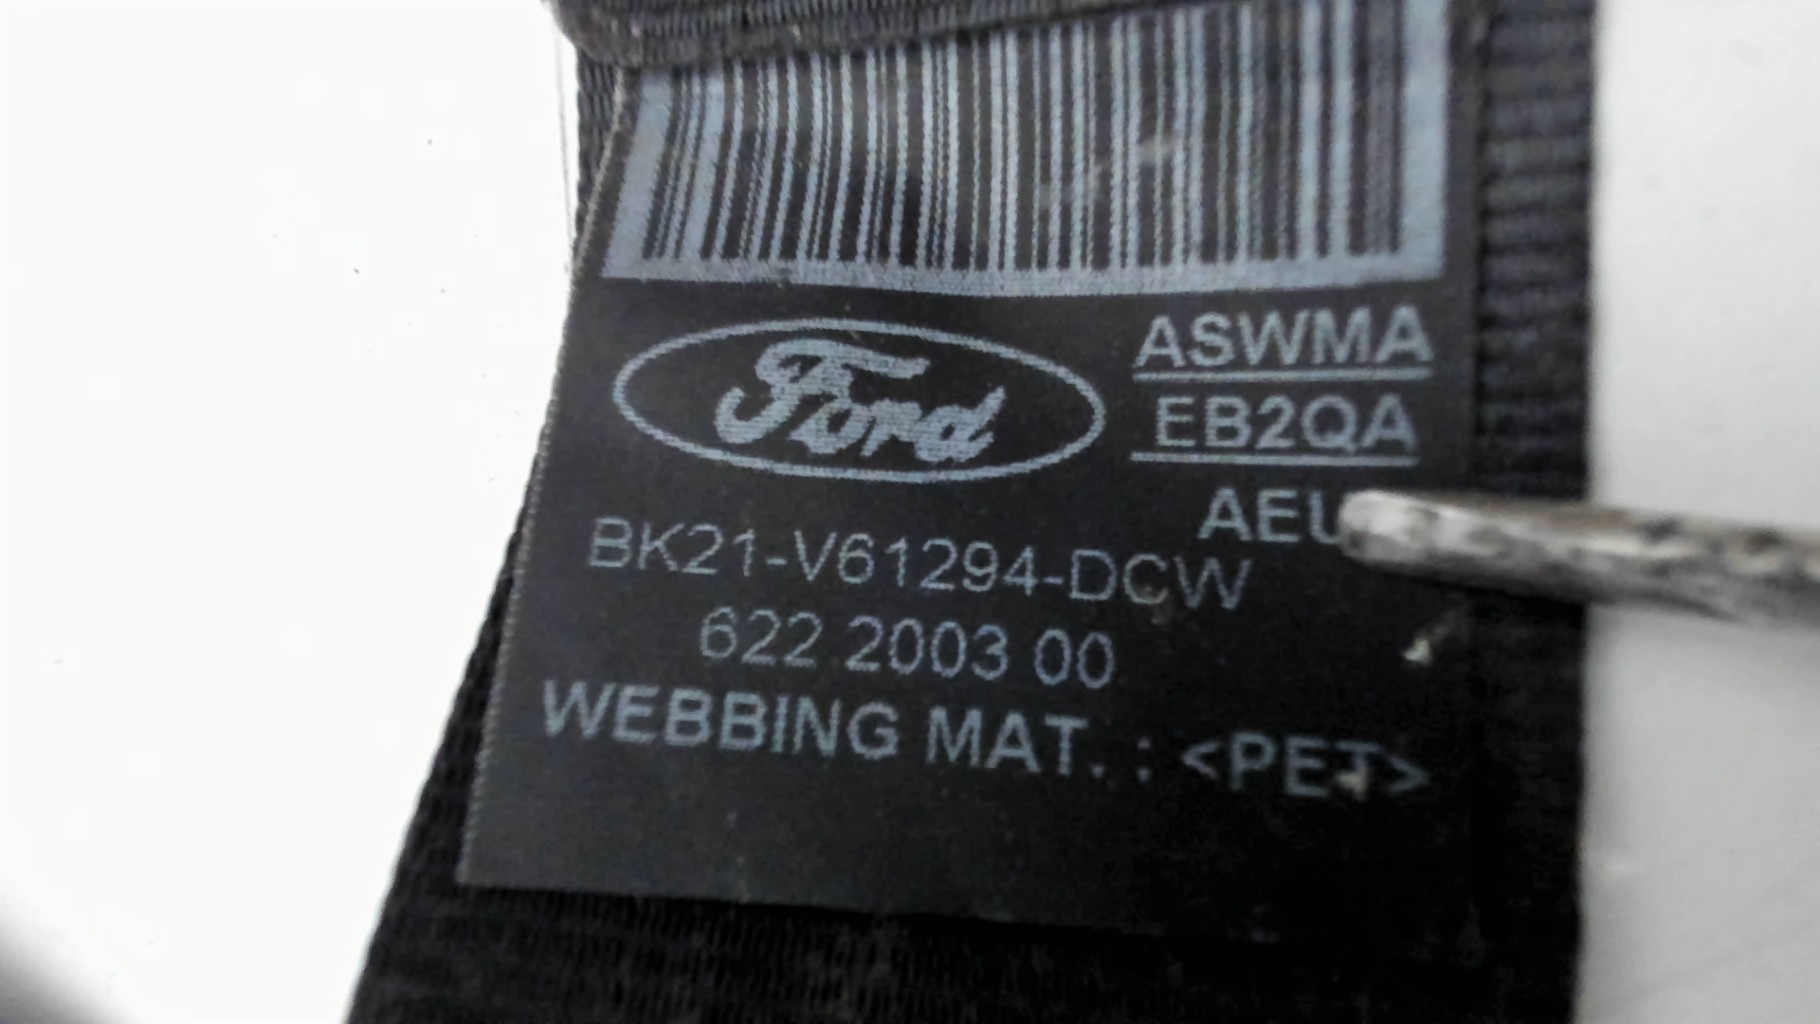 Ford
ASWMA
EB2QA
BK21-V61294-DCW
622 2003 00
WEBBING MAT. : <PET>